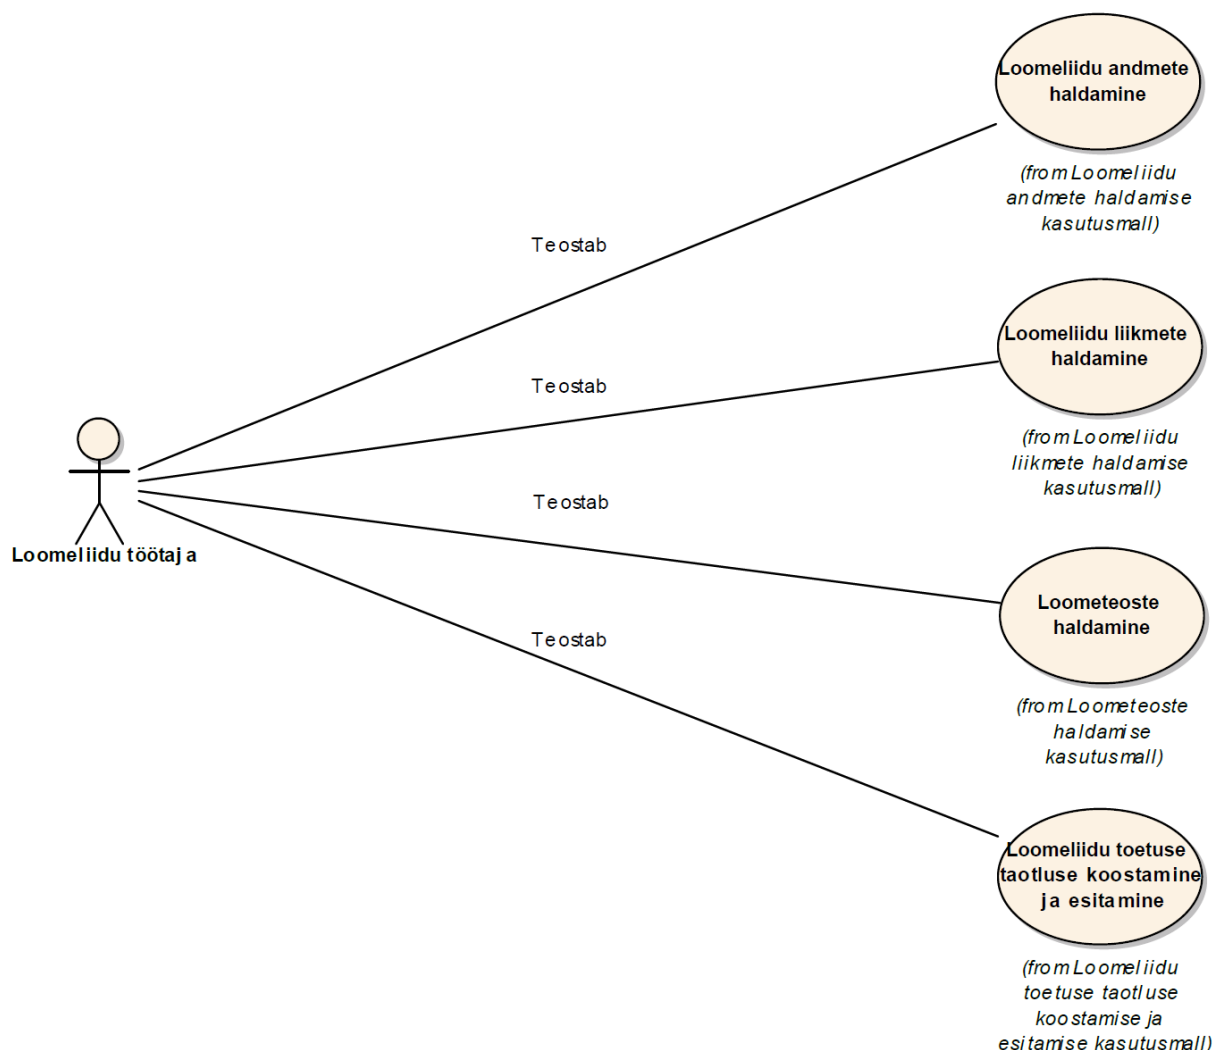 Loomeliidu andmete
haldamine
(from Loomeliidu
andmete haldamise
kasutusmall)
Teostab
Loomeliidu liikmete
haldamine
Teostab
(from Loomeliidu
liikmete haldamise
kasutusmall)
Teostab
Loomeliidu töötaja
Loometeoste
haldamine
Teostab
(from Loometeoste
haldamise
kasutusmall)
Loomeliidu toetuse
taotluse koostamine
ja esitamine
(from Loomeliidu
toetuse taotluse
koostamise ja
esitamise kasutusmall)